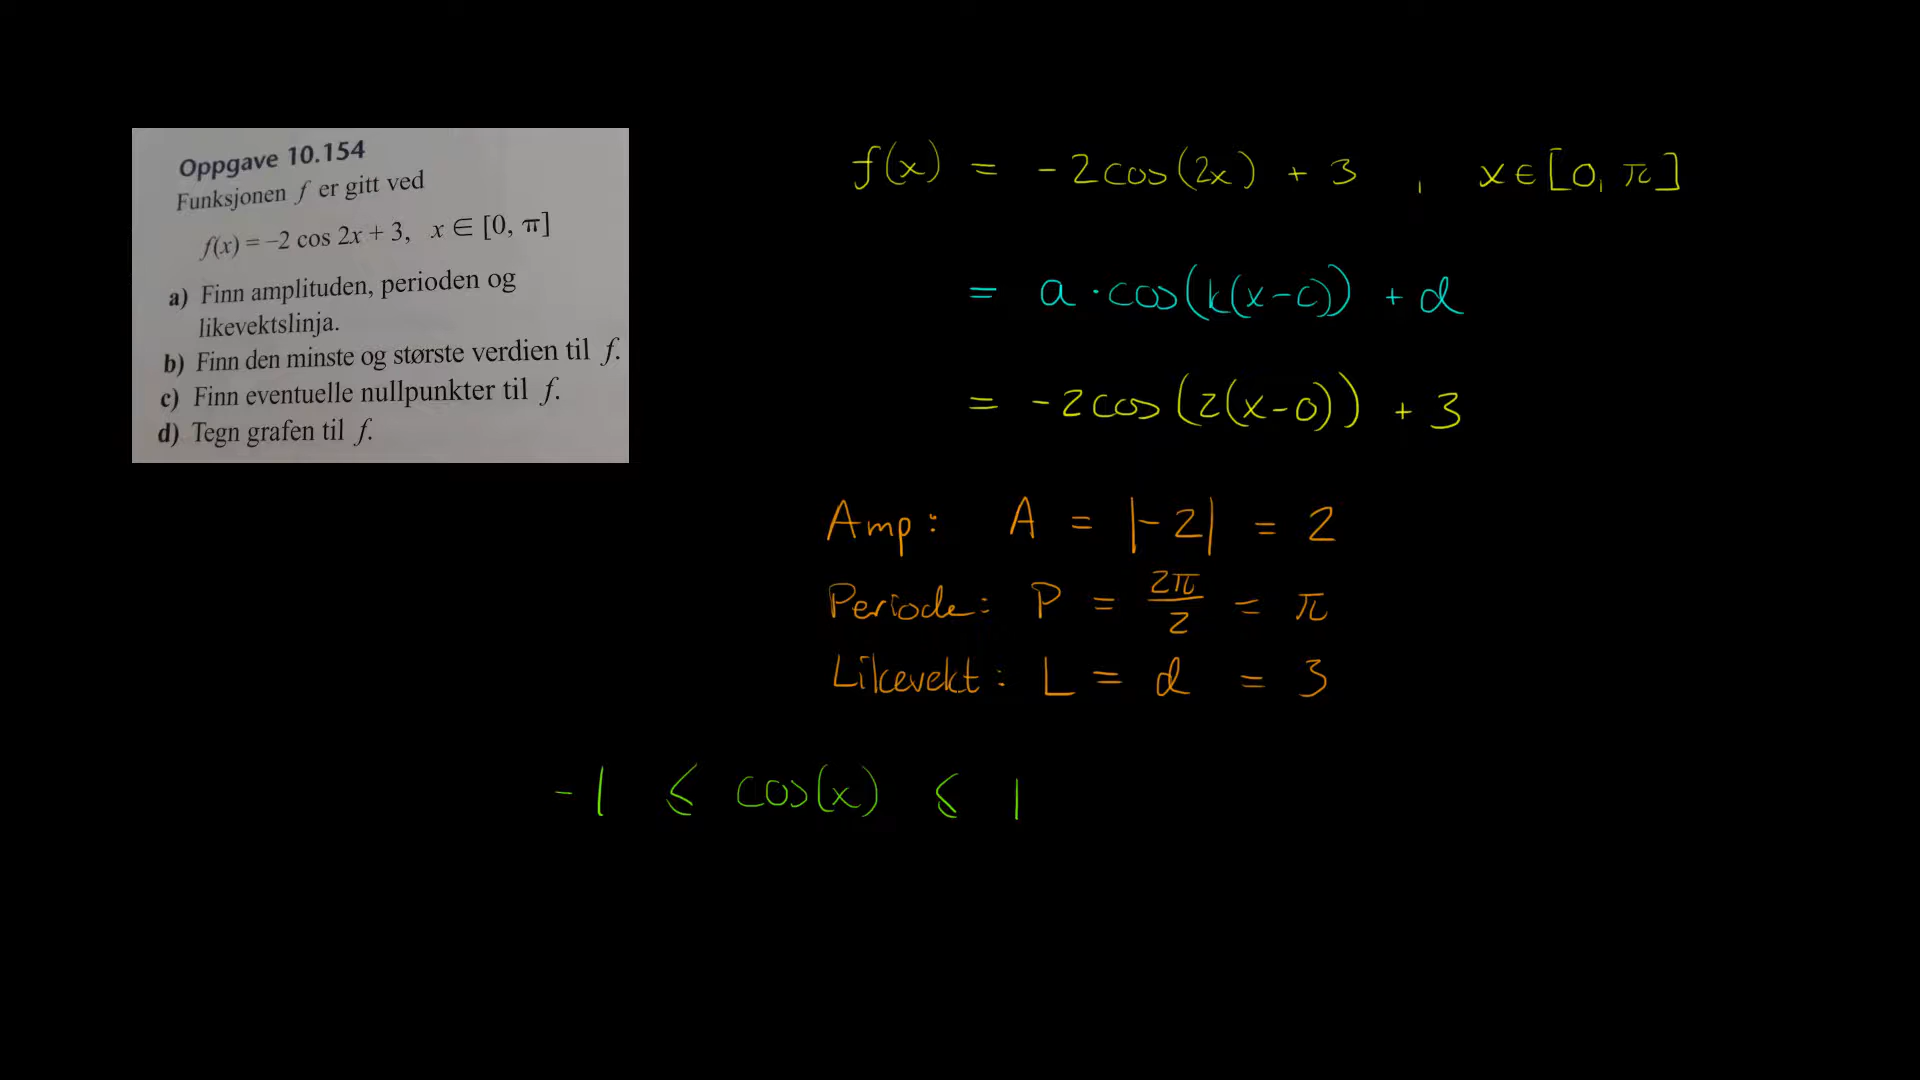 Oppgave 10.154
Funksjonen f er gitt ved
f(x) = –2 cos 2x + 3, x ∈ [0, π]
a) Finn amplituden, perioden og
likevektslinja.
b) Finn den minste og største verdien til f.
c) Finn eventuelle nullpunkter til f.
d) Tegn grafen til f.
f(x) = -2cos(2x) + 3 , x∈[0, π]
= a·cos(k(x-c)) + d
= -2cos(2(x-0)) + 3
Amp: A = |-2| = 2
Periode: P = 2π/2 = π
Likevekt: L = d = 3
-1 ≤ cos(x) ≤ 1